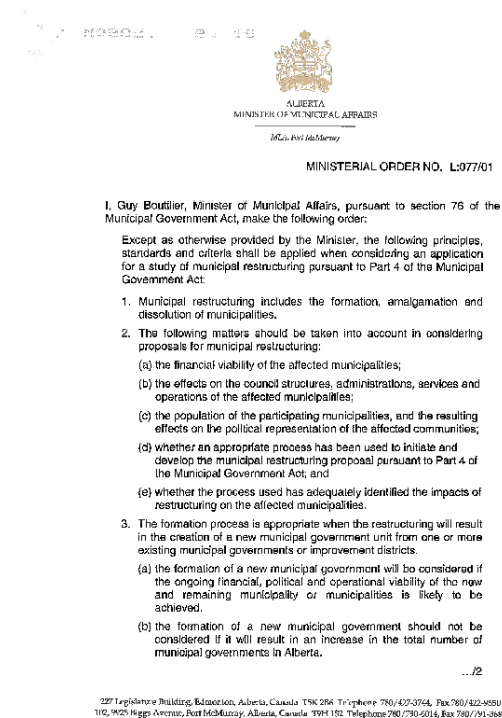 ALBERTA
MINISTER OF MUNICIPAL AFFAIRS
MLA, Fort McMurray
MINISTERIAL ORDER NO. L:077/01
I, Guy Boutilier, Minister of Municipal Affairs, pursuant to section 76 of the
Municipal Government Act, make the following order:
Except as otherwise provided by the Minister, the following principles,
standards and criteria shall be applied when considering an application
for a study of municipal restructuring pursuant to Part 4 of the Municipal
Government Act:
1. Municipal restructuring includes the formation, amalgamation and
dissolution of municipalities.
2. The following matters should be taken into account in considering
proposals for municipal restructuring:
(a) the financial viability of the affected municipalities;
(b) the effects on the council structures, administrations, services and
operations of the affected municipalities;
(c) the population of the participating municipalities, and the resulting
effects on the political representation of the affected communities;
(d) whether an appropriate process has been used to initiate and
develop the municipal restructuring proposal pursuant to Part 4 of
the Municipal Government Act; and
(e) whether the process used has adequately identified the impacts of
restructuring on the affected municipalities.
3. The formation process is appropriate when the restructuring will result
in the creation of a new municipal government unit from one or more
existing municipal governments or improvement districts.
(a) the formation of a new municipal government will be considered if
the ongoing financial, political and operational viability of the new
and remaining municipality or municipalities is likely to be
achieved.
(b) the formation of a new municipal government should not be
considered if it will result in an increase in the total number of
municipal governments in Alberta.
.../2
227 Legislature Building, Edmonton, Alberta, Canada T5K 2B6 Telephone 780/427-3744, Fax 780/422-9550
102, 9925 Biggs Avenue, Fort McMurray, Alberta, Canada T9H 1S2 Telephone 780/790-6014, Fax 780/791-368